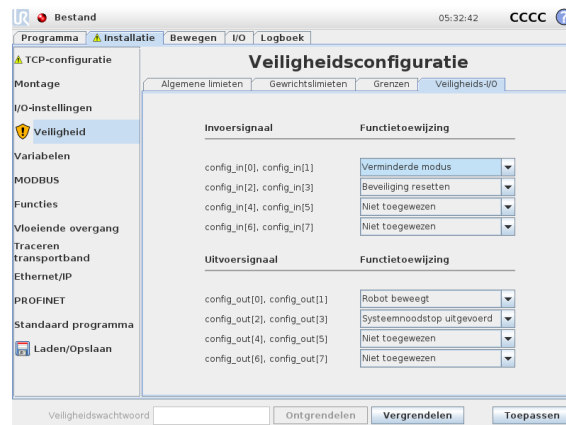 Bestand
05:32:42
CCCC
Programma
Installatie
Bewegen
I/O
Logboek
TCP-configuratie
Montage
I/O-instellingen
Veiligheid
Variabelen
MODBUS
Functies
Vloeiende overgang
Traceren
transportband
Ethernet/IP
PROFINET
Standaard programma
Laden/Opslaan
Veiligheidsconfiguratie
Algemene limieten
Gewrichtslimieten
Grenzen
Veiligheids-I/O
Invoersignaal Functietoewijzing
config_in[0], config_in[1] Verminderde modus
config_in[2], config_in[3] Beveiliging resetten
config_in[4], config_in[5] Niet toegewezen
config_in[6], config_in[7] Niet toegewezen
Uitvoersignaal Functietoewijzing
config_out[0], config_out[1] Robot beweegt
config_out[2], config_out[3] Systeemnoodstop uitgevoerd
config_out[4], config_out[5] Niet toegewezen
config_out[6], config_out[7] Niet toegewezen
Veiligheidswachtwoord
Ontgrendelen
Vergrendelen
Toepassen